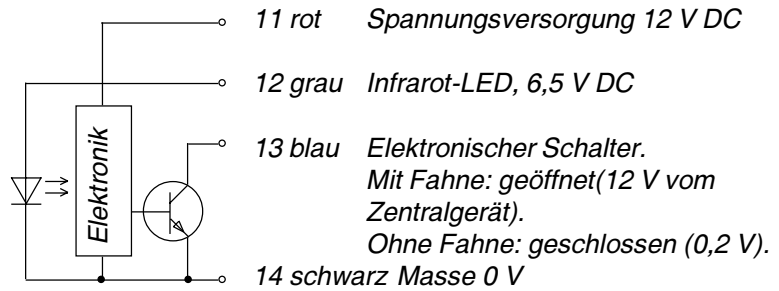 11 rot Spannungsversorgung 12 V DC
12 grau Infrarot-LED, 6,5 V DC
13 blau Elektronischer Schalter.
Mit Fahne: geöffnet(12 V vom
Zentralgerät).
Ohne Fahne: geschlossen (0,2 V).
14 schwarz Masse 0 V
Elektronik